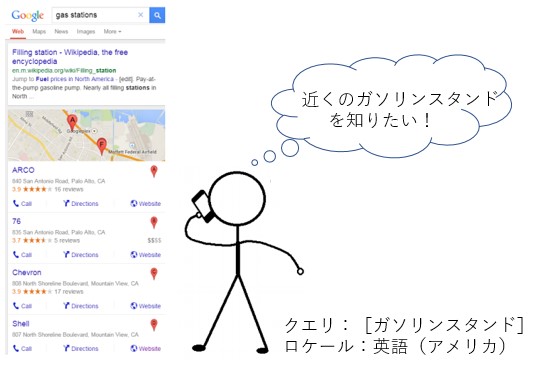 Google
gas stations
Web Maps News Images More
Filling station - Wikipedia, the free
encyclopedia
en.m.wikipedia.org/wiki/Filling_station
Jump to Fuel prices in North America - [edit]. Pay-at-
the-pump gasoline pump. Nearly all filling stations in
North ...
A
F
Moffett Federal Airfield
ARCO
840 San Antonio Road, Palo Alto, CA
3.9 ★★★★ 16 reviews
Call Directions Website
76
835 San Antonio Road, Palo Alto, CA
3.7 5 reviews $$$$
Call Directions Website
Chevron
808 North Shoreline Boulevard, Mountain View, CA
3.5 17 reviews
Call Directions Website
Shell
807 North Shoreline Boulevard, Mountain View, CA
Call Directions Website
近くのガソリンスタンド
を知りたい！
クエリ：［ガソリンスタンド］
ロケール：英語（アメリカ）